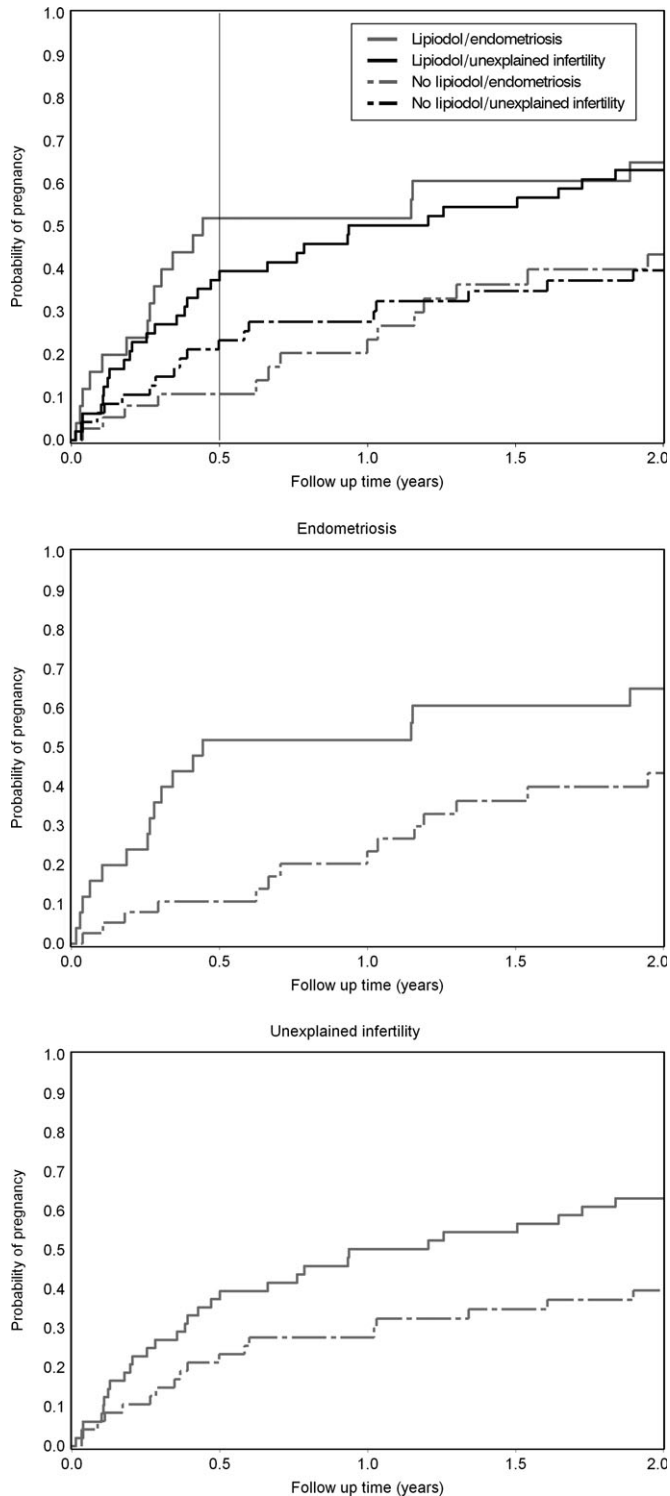 1.0
0.9
0.8
0.7
0.6
0.5
0.4
0.3
0.2
0.1
0.0
Probability of pregnancy
Lipiodol/endometriosis
Lipiodol/unexplained infertility
No lipiodol/endometriosis
No lipiodol/unexplained infertility
0.0 0.5 1.0 1.5 2.0
Follow up time (years)
Endometriosis
1.0
0.9
0.8
0.7
0.6
0.5
0.4
0.3
0.2
0.1
0.0
Probability of pregnancy
0.0 0.5 1.0 1.5 2.0
Follow up time (years)
Unexplained infertility
1.0
0.9
0.8
0.7
0.6
0.5
0.4
0.3
0.2
0.1
0.0
Probability of pregnancy
0.0 0.5 1.0 1.5 2.0
Follow up time (years)